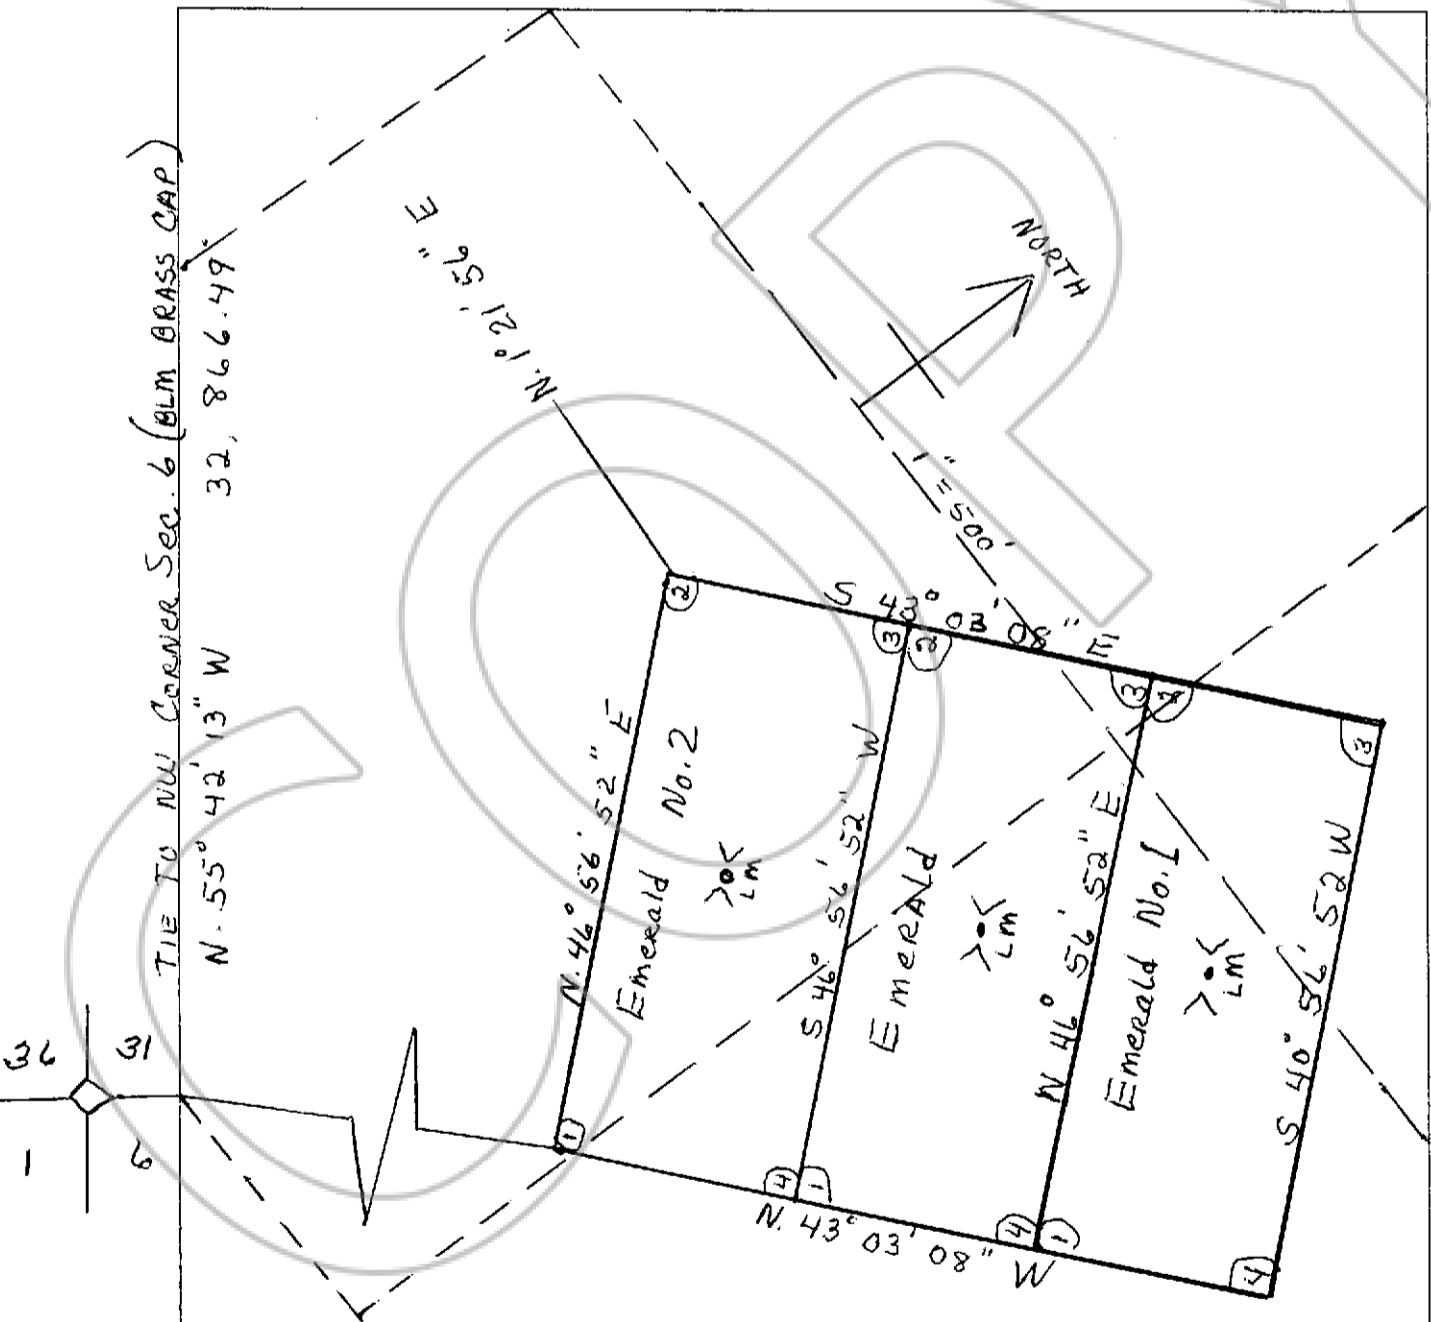 TIE TO NW CORNER Sec. 6 (BLM BRASS CAP)
N. 55° 42' 13" W 32, 866.49'
N. 1° 21' 56" E
NORTH
1" = 500'
S 43° 03' 08" E
N. 46° 56' 52" E
Emerald No. 2
LM
S 46° 56' 52" W
EmerALd
LM
N 46° 56' 52" E
Emerald No. 1
LM
S 40° 56' 52 W
N. 43° 03' 08" W
2
3
2
3
2
3
1
4
1
4
1
4
36 31
1 6
COP